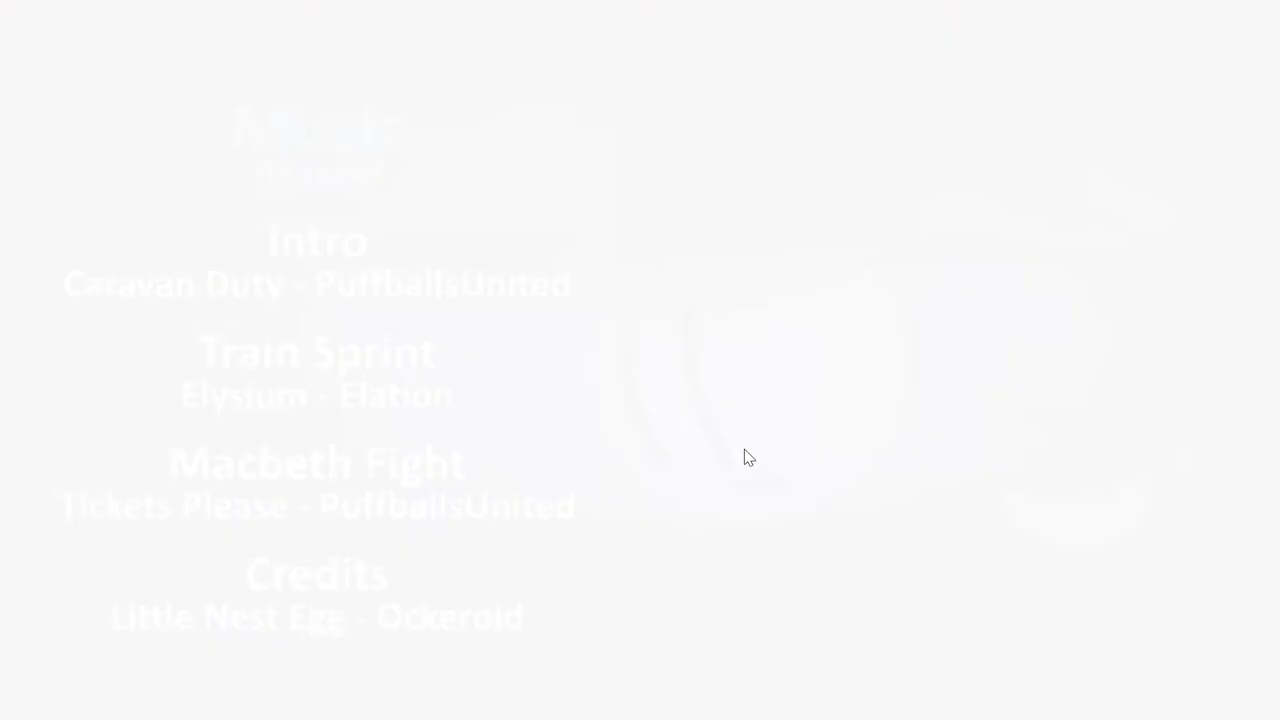 Music
Intro
Caravan Duty - PuffballsUnited
Train Sprint
Elysium - Elation
Macbeth Fight
Tickets Please - PuffballsUnited
Credits
Little Nest Egg - Ockeroid